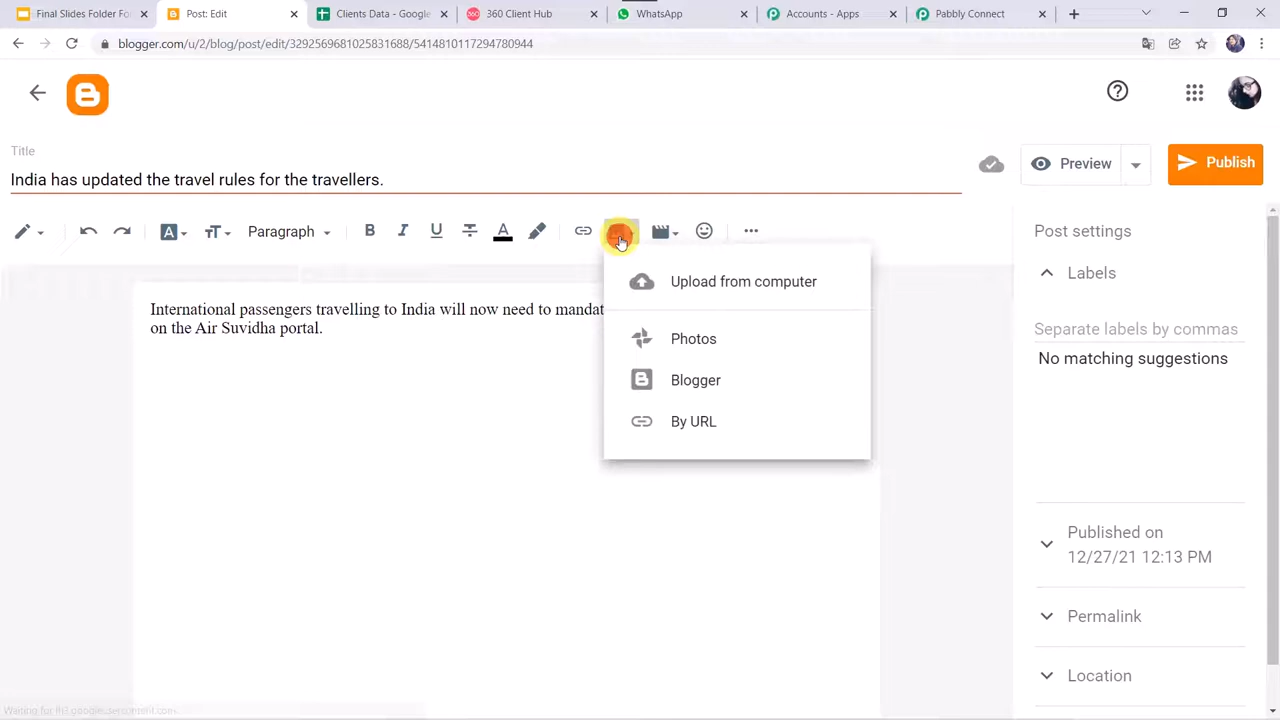 Final Slides Folder For
Post: Edit
Clients Data - Google
360 Client Hub
WhatsApp
Accounts - Apps
Pabbly Connect
blogger.com/u/2/blog/post/edit/3292569681025831688/5414810117294780944
Title
India has updated the travel rules for the travellers.
Preview
Publish
Paragraph
B I U A
Upload from computer
Photos
Blogger
By URL
International passengers travelling to India will now need to mandat
on the Air Suvidha portal.
Post settings
Labels
Separate labels by commas
No matching suggestions
Published on
12/27/21 12:13 PM
Permalink
Location